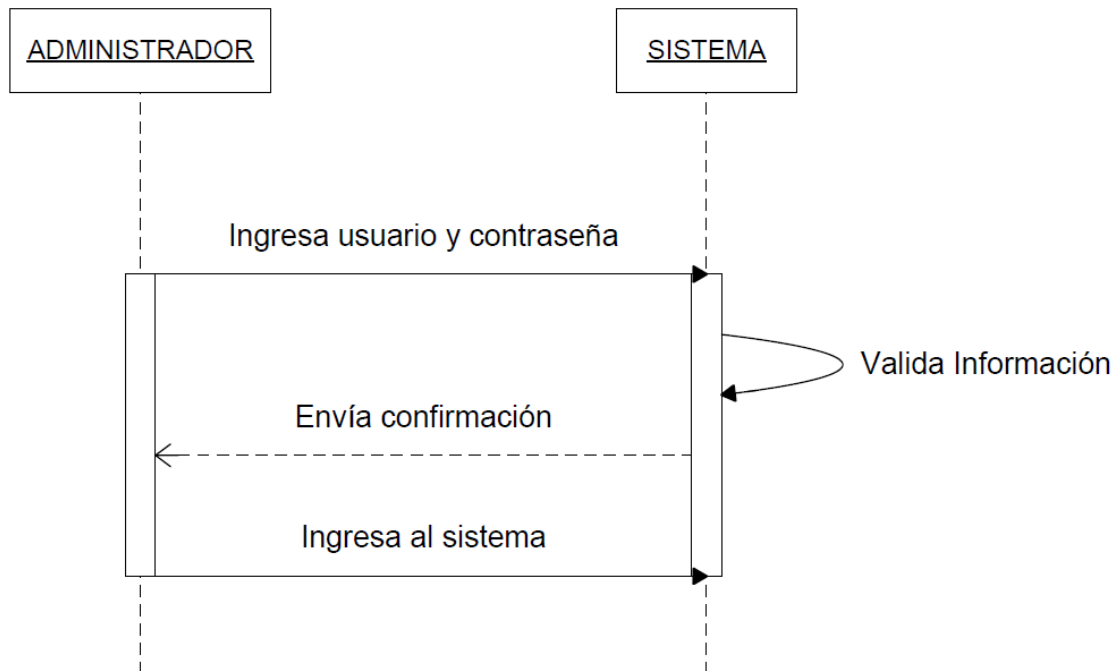 ADMINISTRADOR
SISTEMA
Ingresa usuario y contraseña
Valida Información
Envía confirmación
Ingresa al sistema